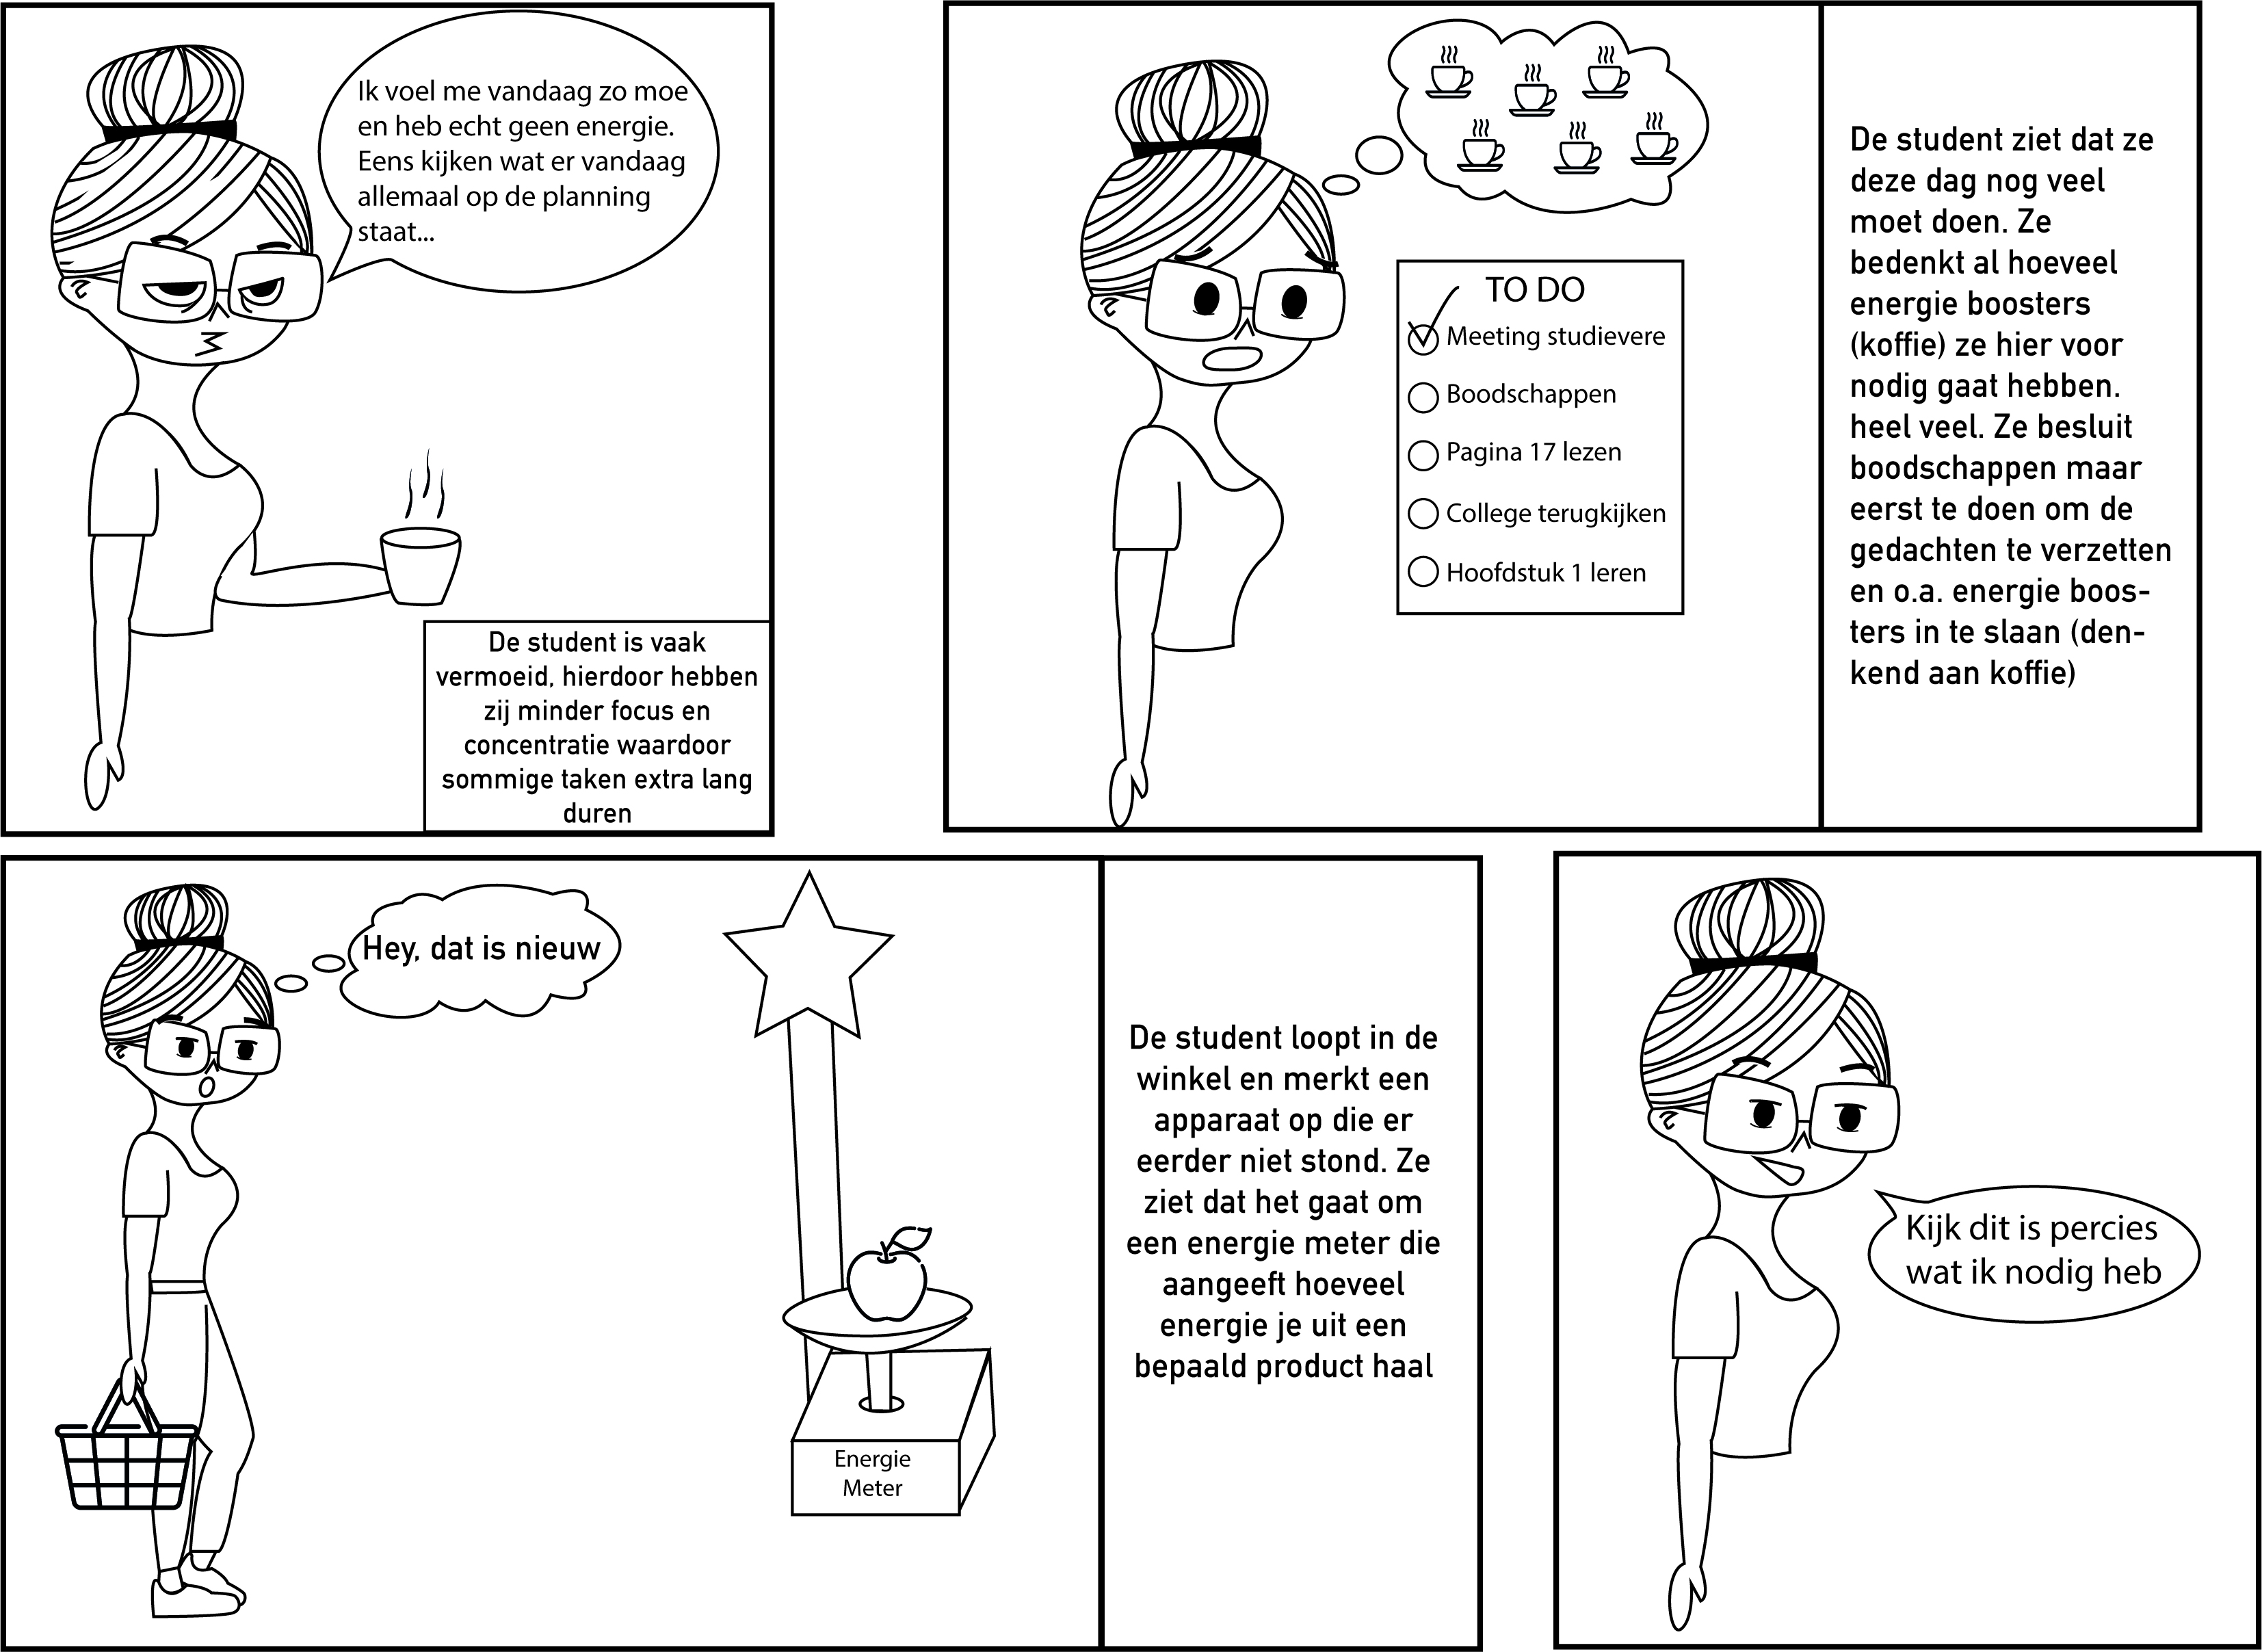 Ik voel me vandaag zo moe
en heb echt geen energie.
Eens kijken wat er vandaag
allemaal op de planning
staat...
De student is vaak
vermoeid, hierdoor hebben
zij minder focus en
concentratie waardoor
sommige taken extra lang
duren
TO DO
Meeting studievere
Boodschappen
Pagina 17 lezen
College terugkijken
Hoofdstuk 1 leren
De student ziet dat ze
deze dag nog veel
moet doen. Ze
bedenkt al hoeveel
energie boosters
(koffie) ze hier voor
nodig gaat hebben.
heel veel. Ze besluit
boodschappen maar
eerst te doen om de
gedachten te verzetten
en o.a. energie boos-
ters in te slaan (den-
kend aan koffie)
Hey, dat is nieuw
Energie
Meter
De student loopt in de
winkel en merkt een
apparaat op die er
eerder niet stond. Ze
ziet dat het gaat om
een energie meter die
aangeeft hoeveel
energie je uit een
bepaald product haal
Kijk dit is percies
wat ik nodig heb